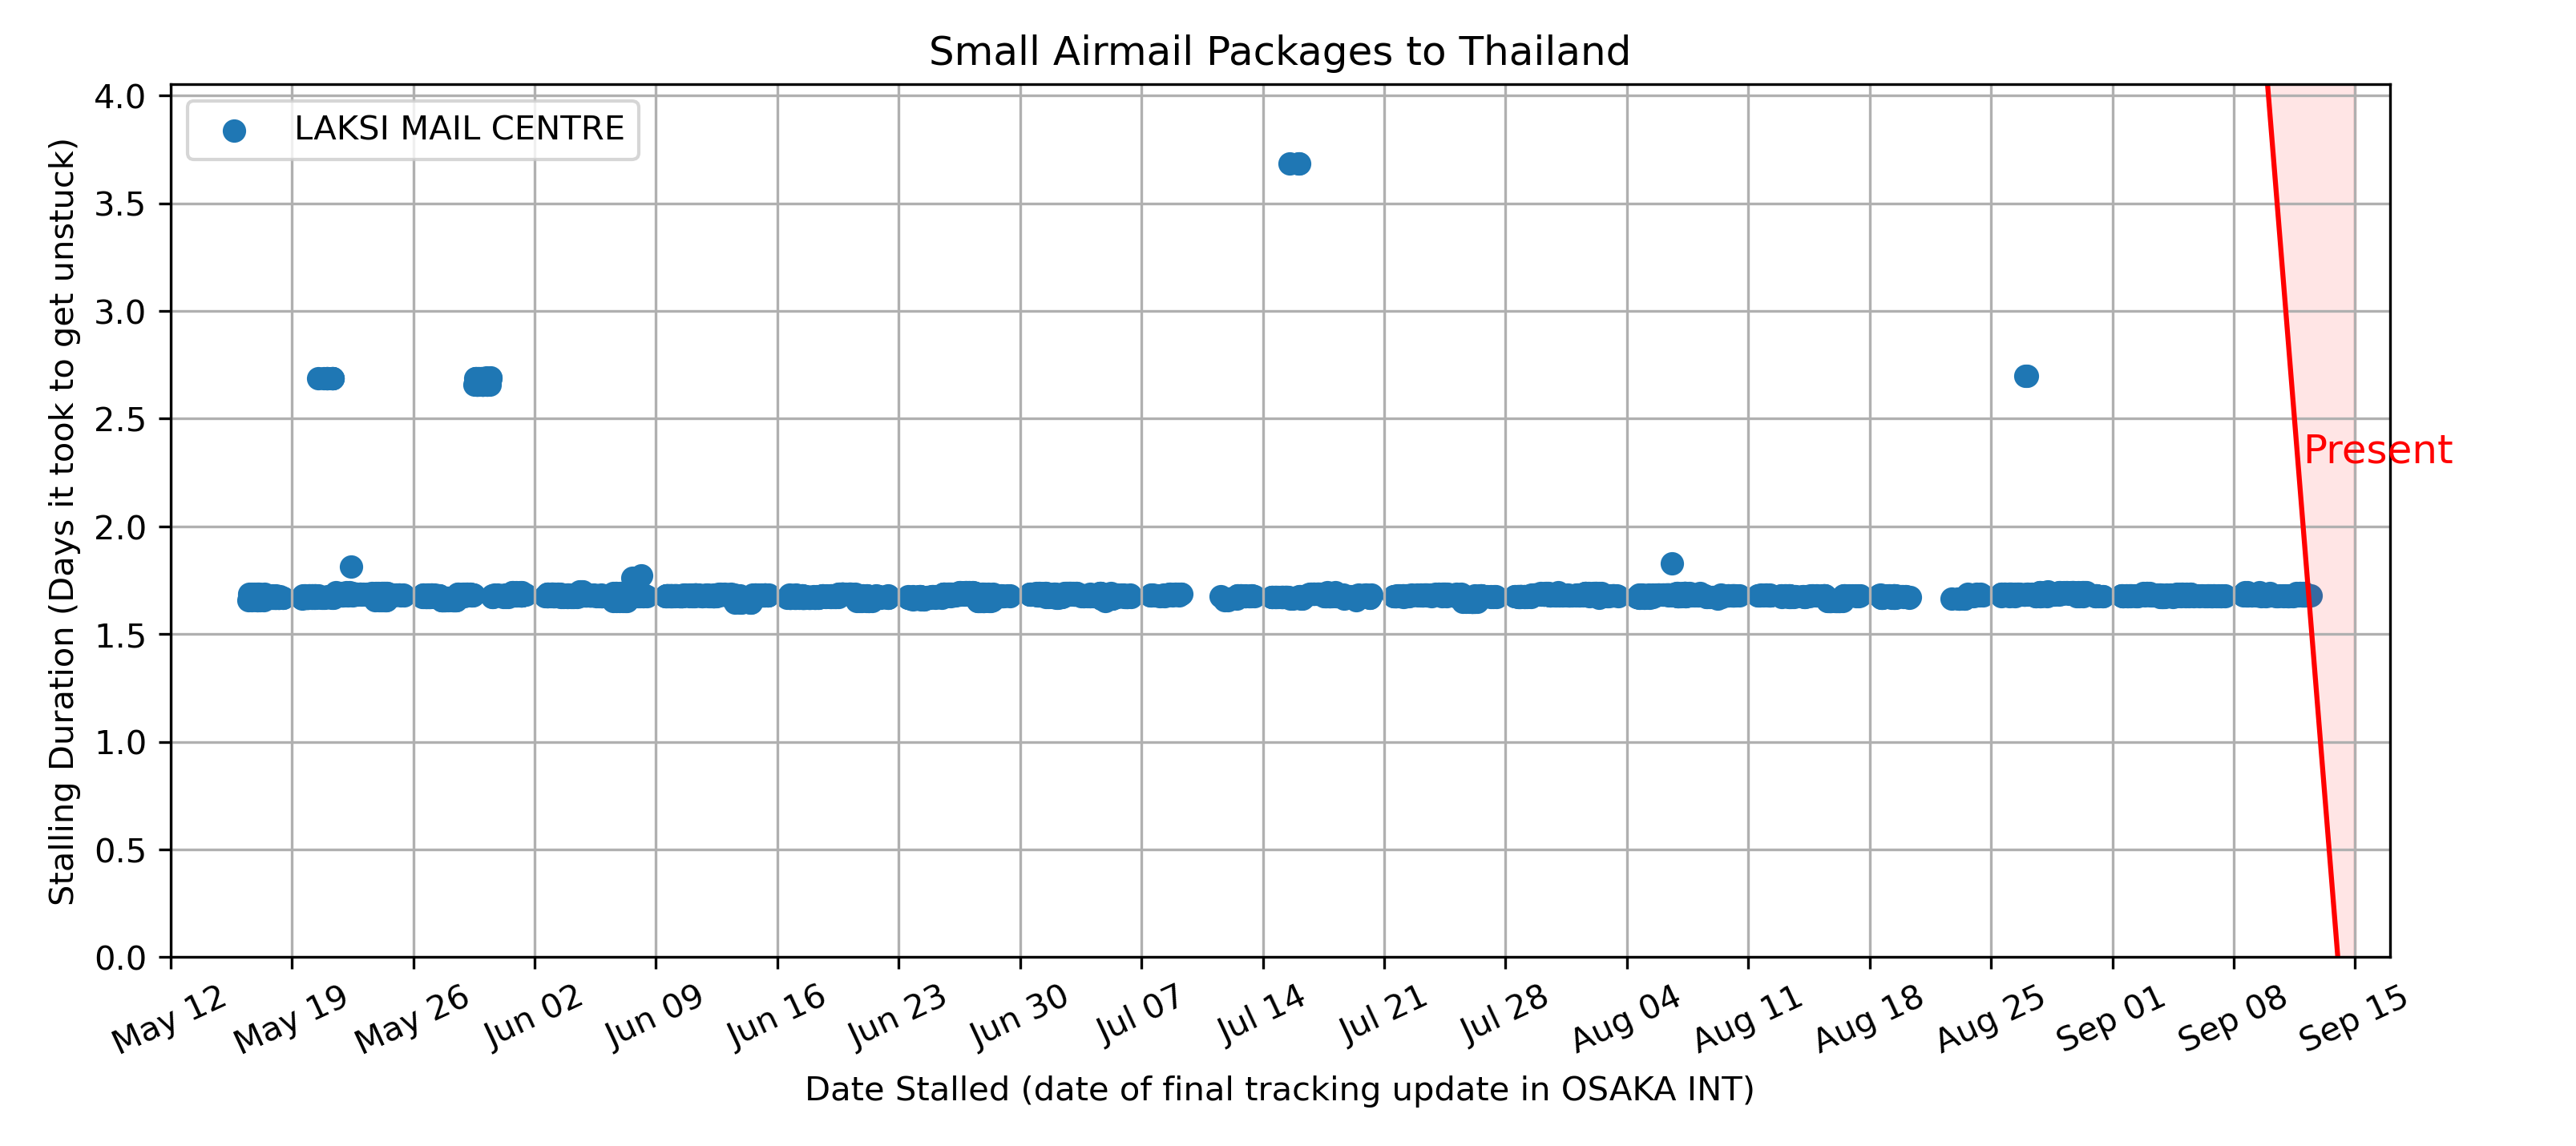 Small Airmail Packages to Thailand
LAKSI MAIL CENTRE
Stalling Duration (Days it took to get unstuck)
4.0
3.5
3.0
2.5
2.0
1.5
1.0
0.5
0.0
Present
May 12
May 19
May 26
Jun 02
Jun 09
Jun 16
Jun 23
Jun 30
Jul 07
Jul 14
Jul 21
Jul 28
Aug 04
Aug 11
Aug 18
Aug 25
Sep 01
Sep 08
Sep 15
Date Stalled (date of final tracking update in OSAKA INT)